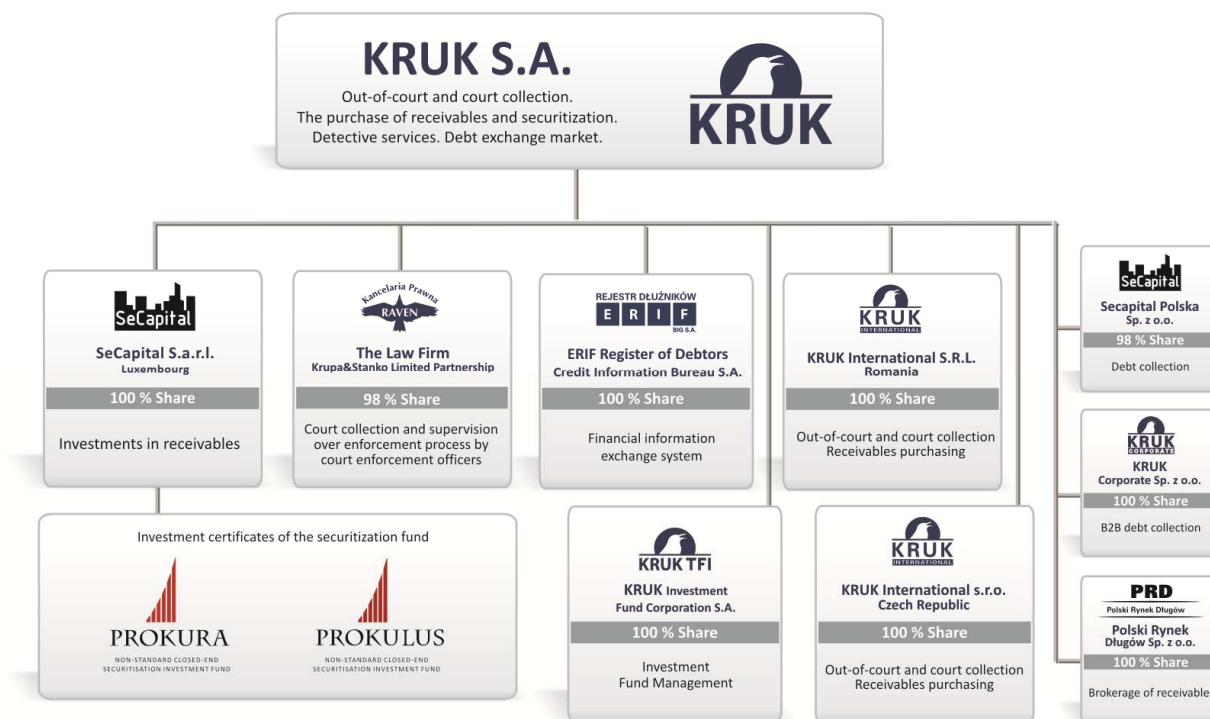 KRUK S.A.
Out-of-court and court collection.
The purchase of receivables and securitization.
Detective services. Debt exchange market.
KRUK
SeCapital
SeCapital S.a.r.l.
Luxembourg
100 % Share
Investments in receivables
Kancelaria Prawna
RAVEN
The Law Firm
Krupa&Stanko Limited Partnership
98 % Share
Court collection and supervision
over enforcement process by
court enforcement officers
REJESTR DŁUŻNIKÓW
E R I F
BIG S.A.
ERIF Register of Debtors
Credit Information Bureau S.A.
100 % Share
Financial information
exchange system
KRUK
INTERNATIONAL
KRUK International S.R.L.
Romania
100 % Share
Out-of-court and court collection
Receivables purchasing
SeCapital
Secapital Polska
Sp. z o.o.
98 % Share
Debt collection
KRUK
CORPORATE
KRUK
Corporate Sp. z o.o.
100 % Share
B2B debt collection
PRD
Polski Rynek Długów
Polski Rynek
Długów Sp. z o.o.
100 % Share
Brokerage of receivable
Investment certificates of the securitization fund
PROKURA
NON-STANDARD CLOSED-END
SECURITISATION INVESTMENT FUND
PROKULUS
NON-STANDARD CLOSED-END
SECURITISATION INVESTMENT FUND
KRUK TFI
KRUK Investment
Fund Corporation S.A.
100 % Share
Investment
Fund Management
KRUK
INTERNATIONAL
KRUK International s.r.o.
Czech Republic
100 % Share
Out-of-court and court collection
Receivables purchasing